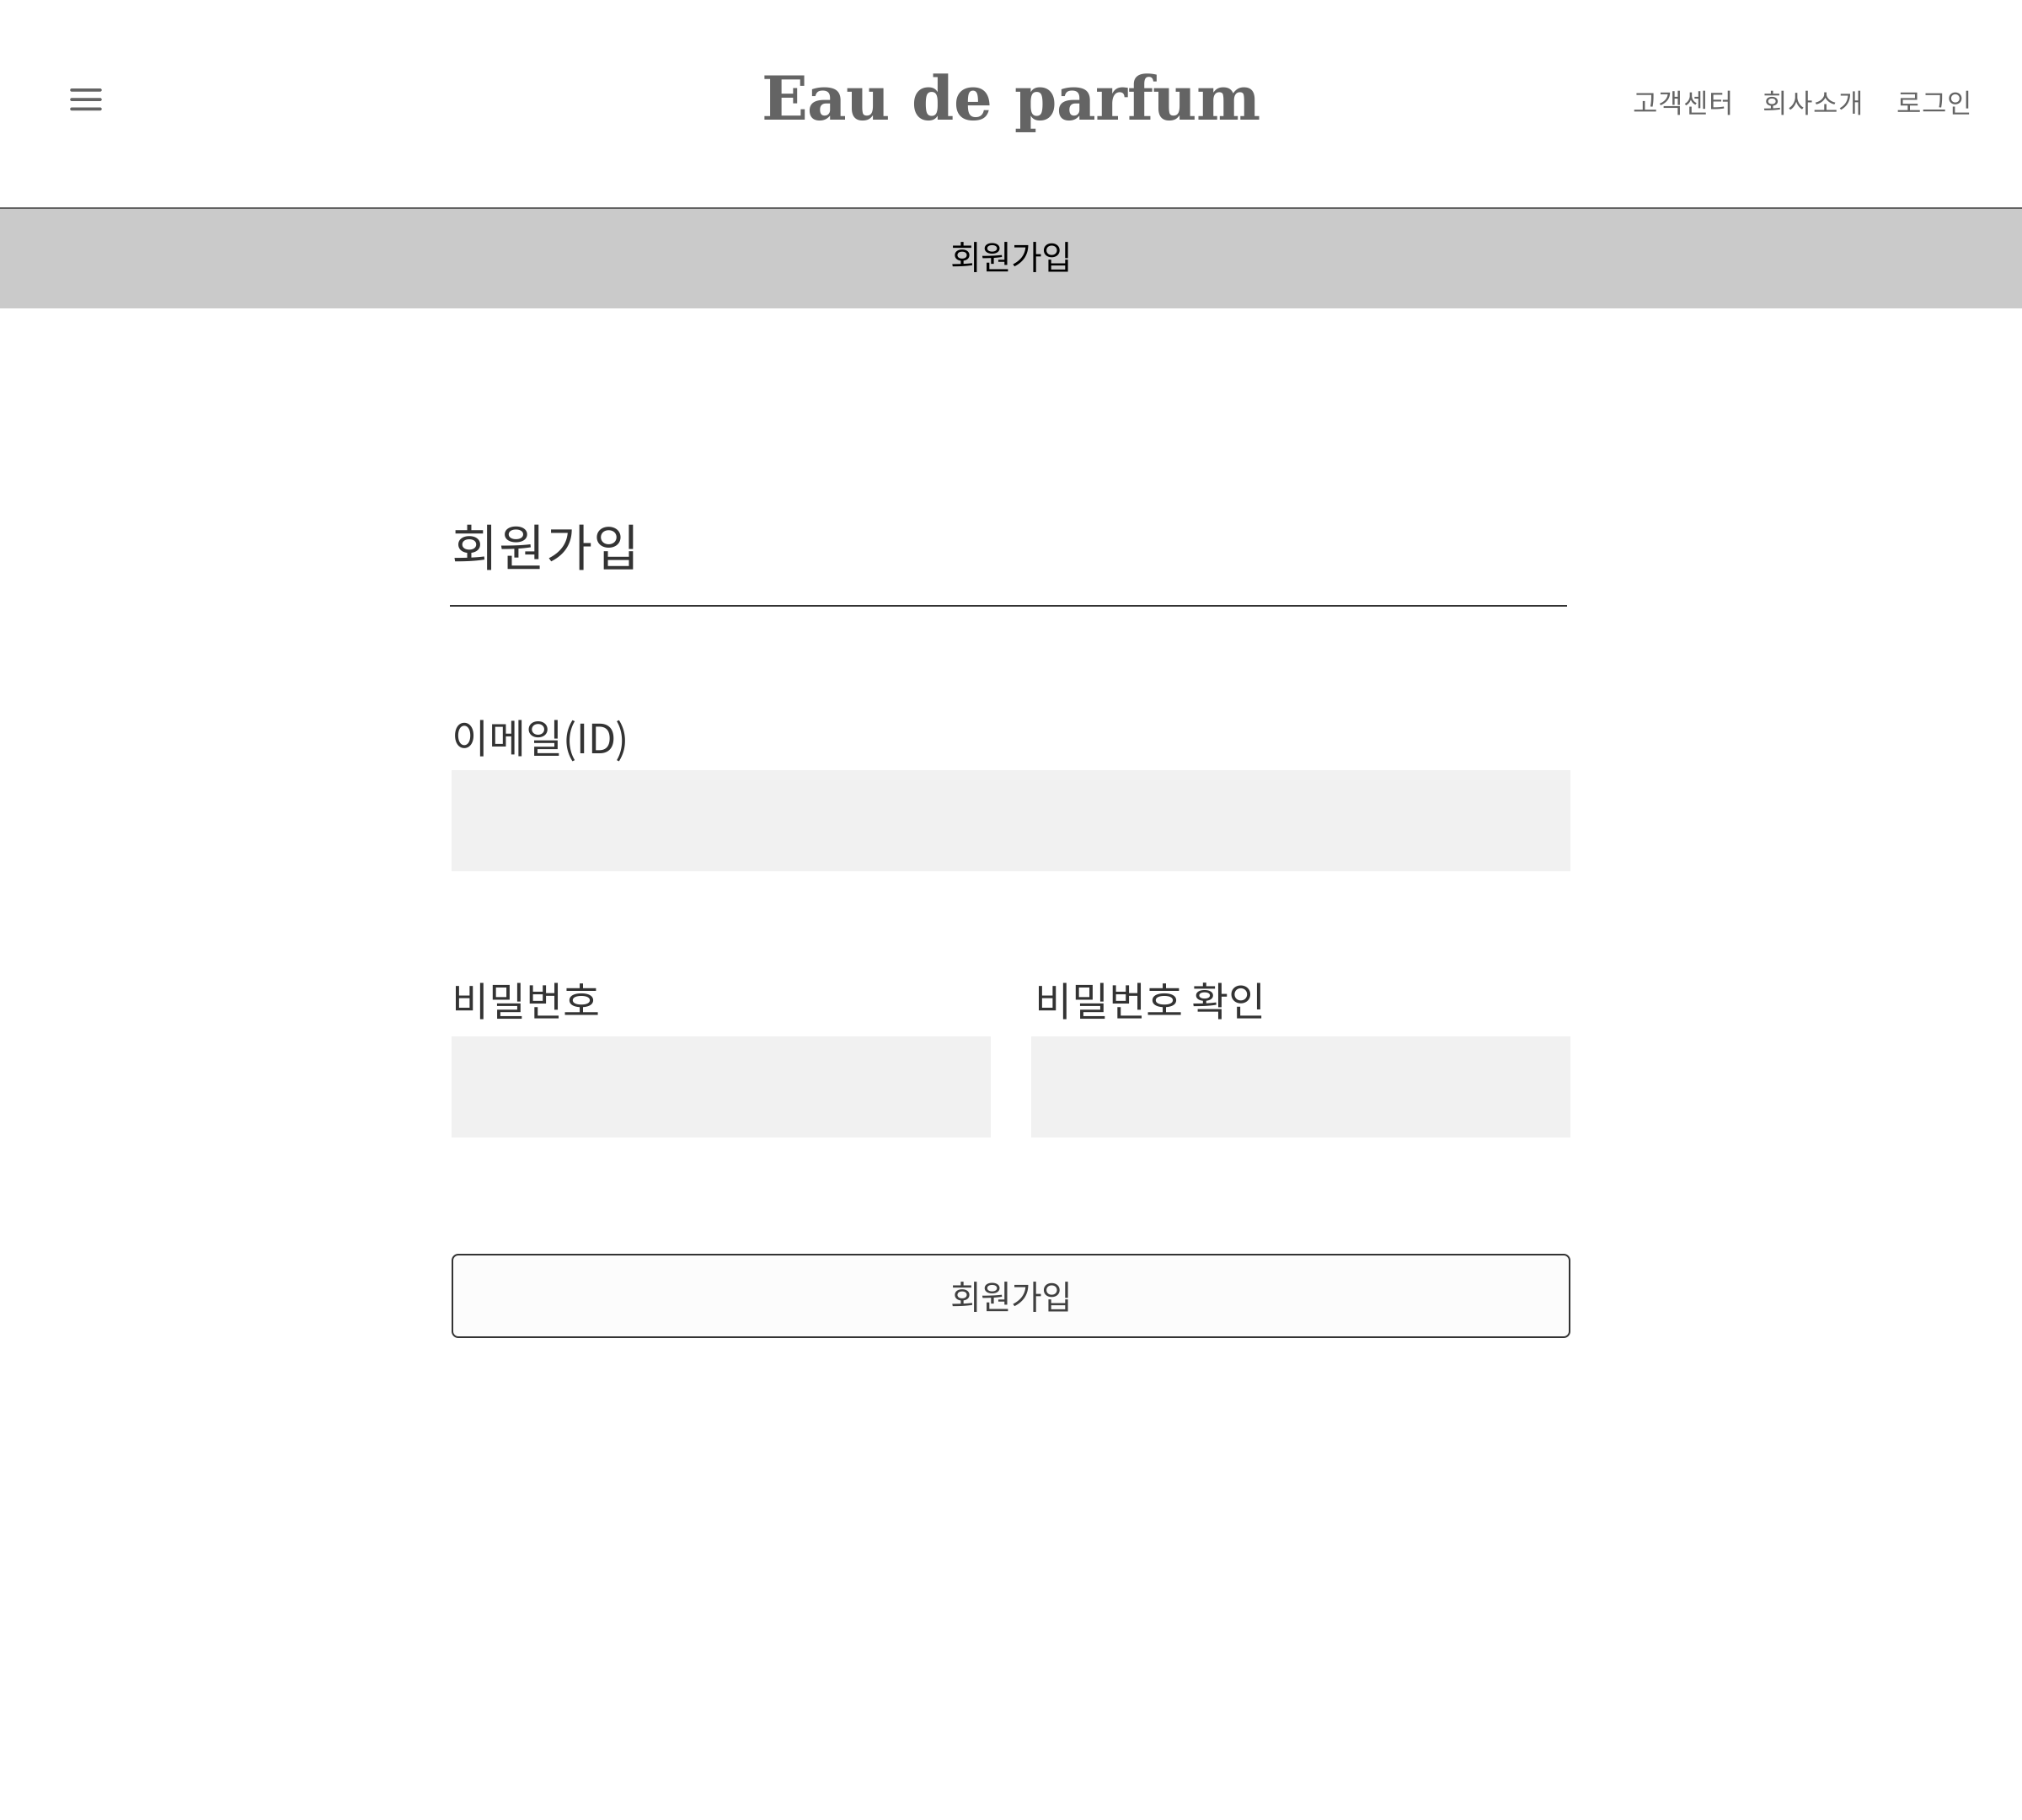 Eau de parfum
고객센터 회사소개 로그인
회원가입
회원가입
이메일(ID)
비밀번호 비밀번호 확인
회원가입